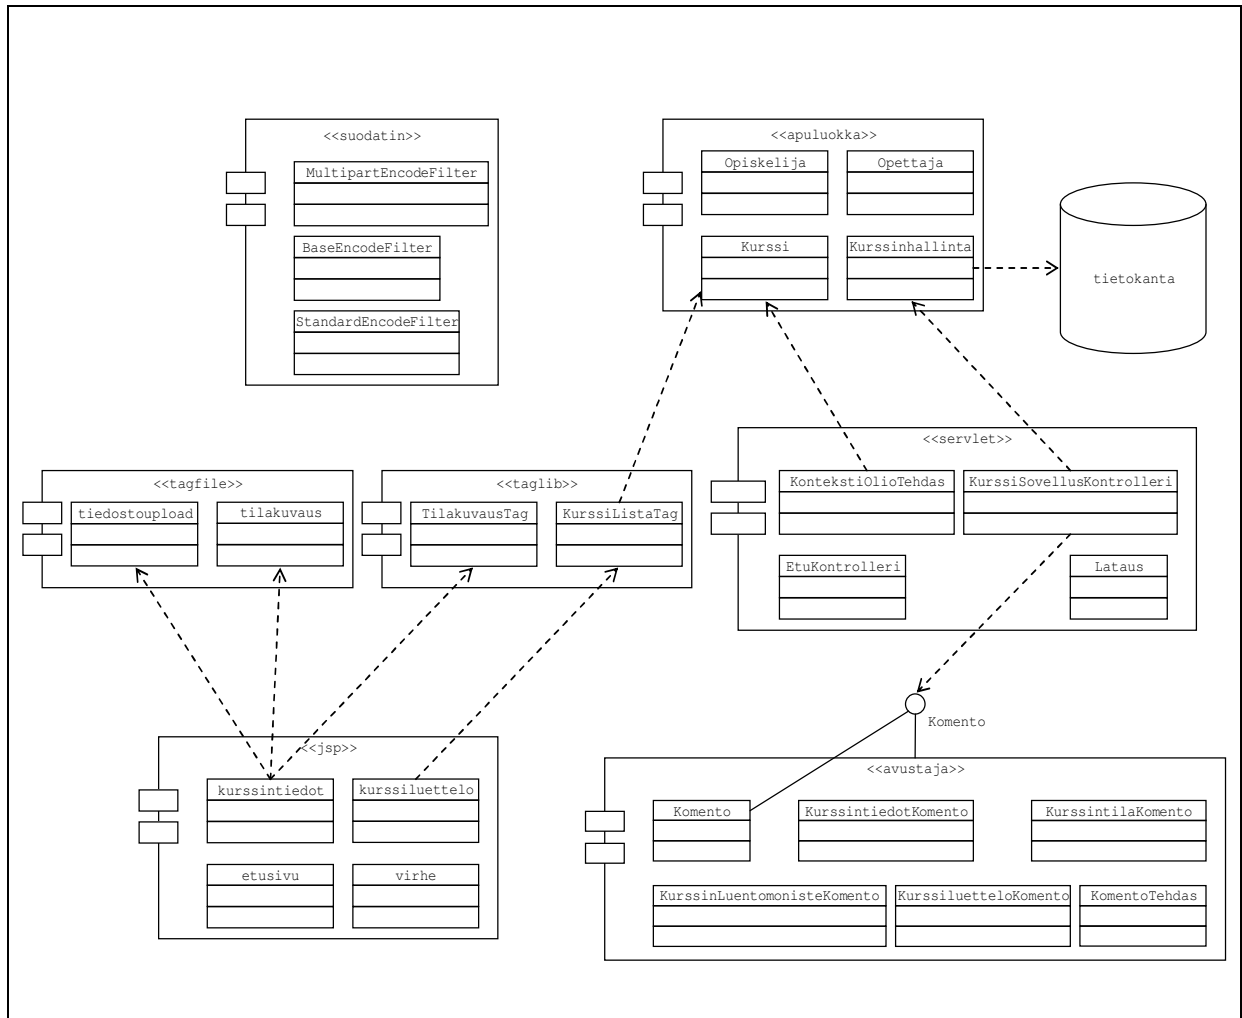 <<suodatin>>
MultipartEncodeFilter
BaseEncodeFilter
StandardEncodeFilter
<<apuluokka>>
Opiskelija
Opettaja
Kurssi
Kurssinhallinta
tietokanta
<<tagfile>>
tiedostoupload
tilakuvaus
<<taglib>>
TilakuvausTag
KurssiListaTag
<<servlet>>
KontekstiOlioTehdas
KurssiSovellusKontrolleri
EtuKontrolleri
Lataus
Komento
<<jsp>>
kurssintiedot
kurssiluettelo
etusivu
virhe
<<avustaja>>
Komento
KurssintiedotKomento
KurssintilaKomento
KurssinLuentomonisteKomento
KurssiluetteloKomento
KomentoTehdas